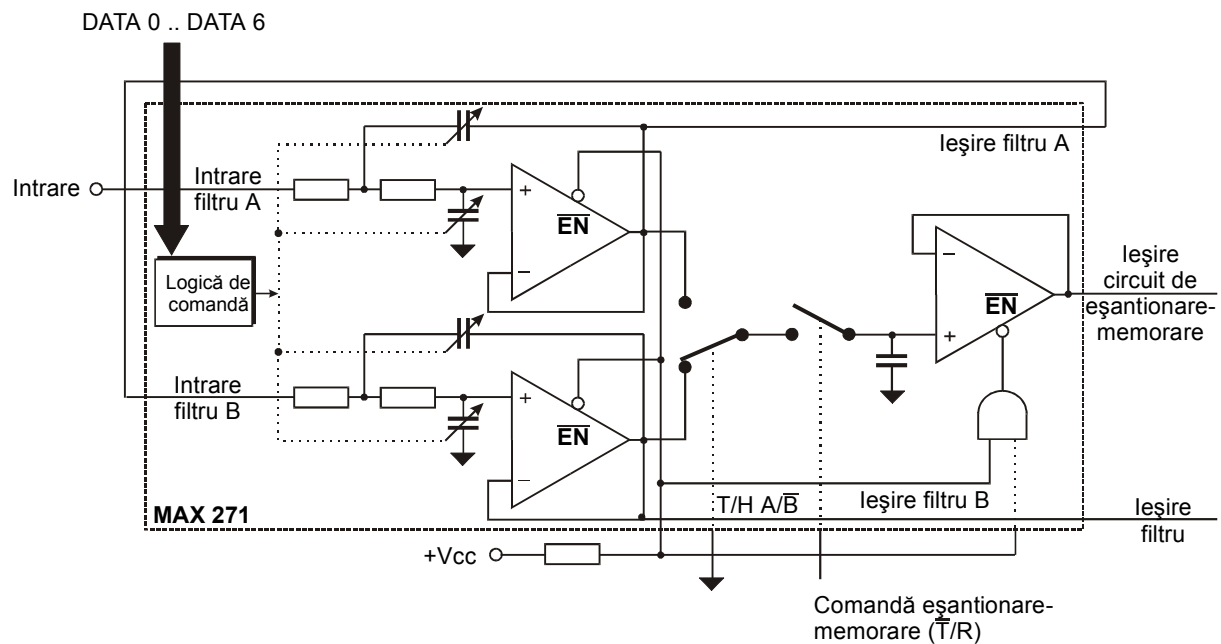 DATA 0 .. DATA 6
Ieşire filtru A
Intrare
Intrare
filtru A
+
EN
−
Logică de
comandă
−
EN
+
Ieşire
circuit de
eşantionare-
memorare
Intrare
filtru B
+
EN
−
T/H A/B̅
Ieşire filtru B
MAX 271
Ieşire
filtru
+Vcc
Comandă eşantionare-
memorare (T̅/R)